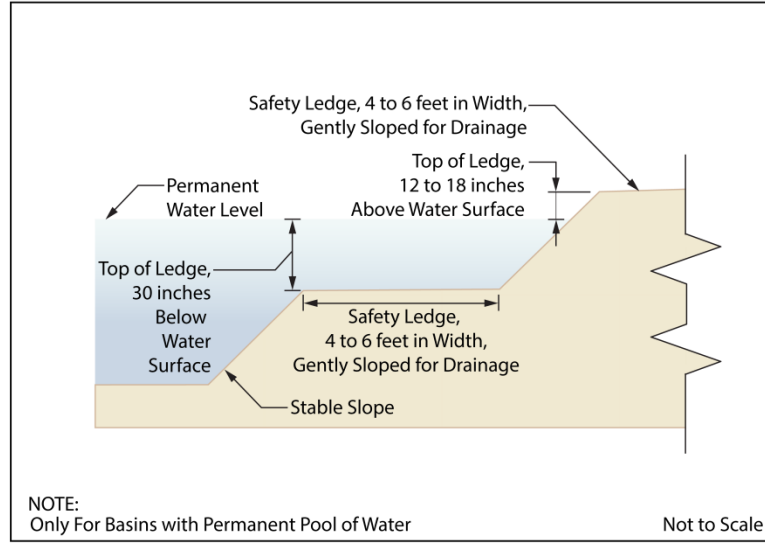 Safety Ledge, 4 to 6 feet in Width,
Gently Sloped for Drainage
Top of Ledge,
12 to 18 inches
Above Water Surface
Permanent
Water Level
Top of Ledge,
30 inches
Below
Water
Surface
Safety Ledge,
4 to 6 feet in Width,
Gently Sloped for Drainage
Stable Slope
NOTE:
Only For Basins with Permanent Pool of Water
Not to Scale